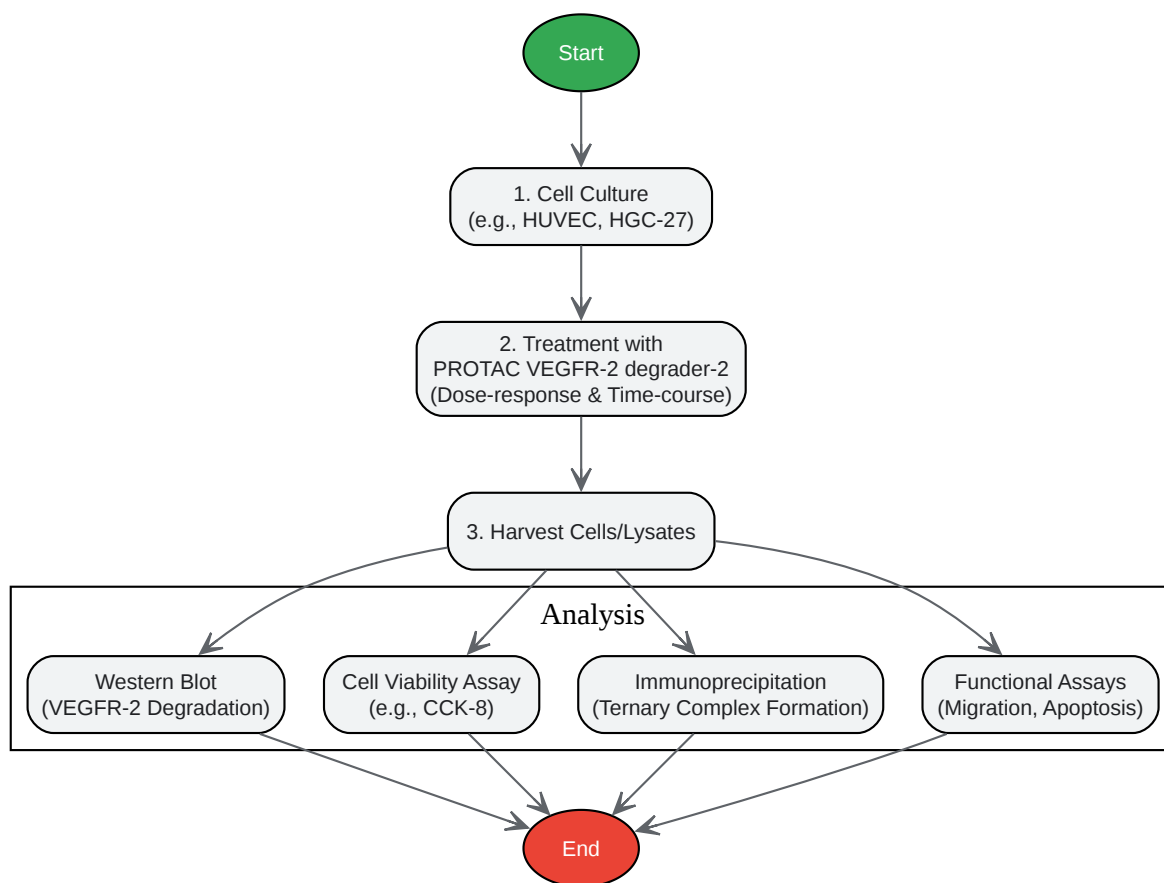 Start
1. Cell Culture
(e.g., HUVEC, HGC-27)
2. Treatment with
PROTAC VEGFR-2 degrader-2
(Dose-response & Time-course)
3. Harvest Cells/Lysates
Analysis
Western Blot
(VEGFR-2 Degradation)
Cell Viability Assay
(e.g., CCK-8)
Immunoprecipitation
(Ternary Complex Formation)
Functional Assays
(Migration, Apoptosis)
End